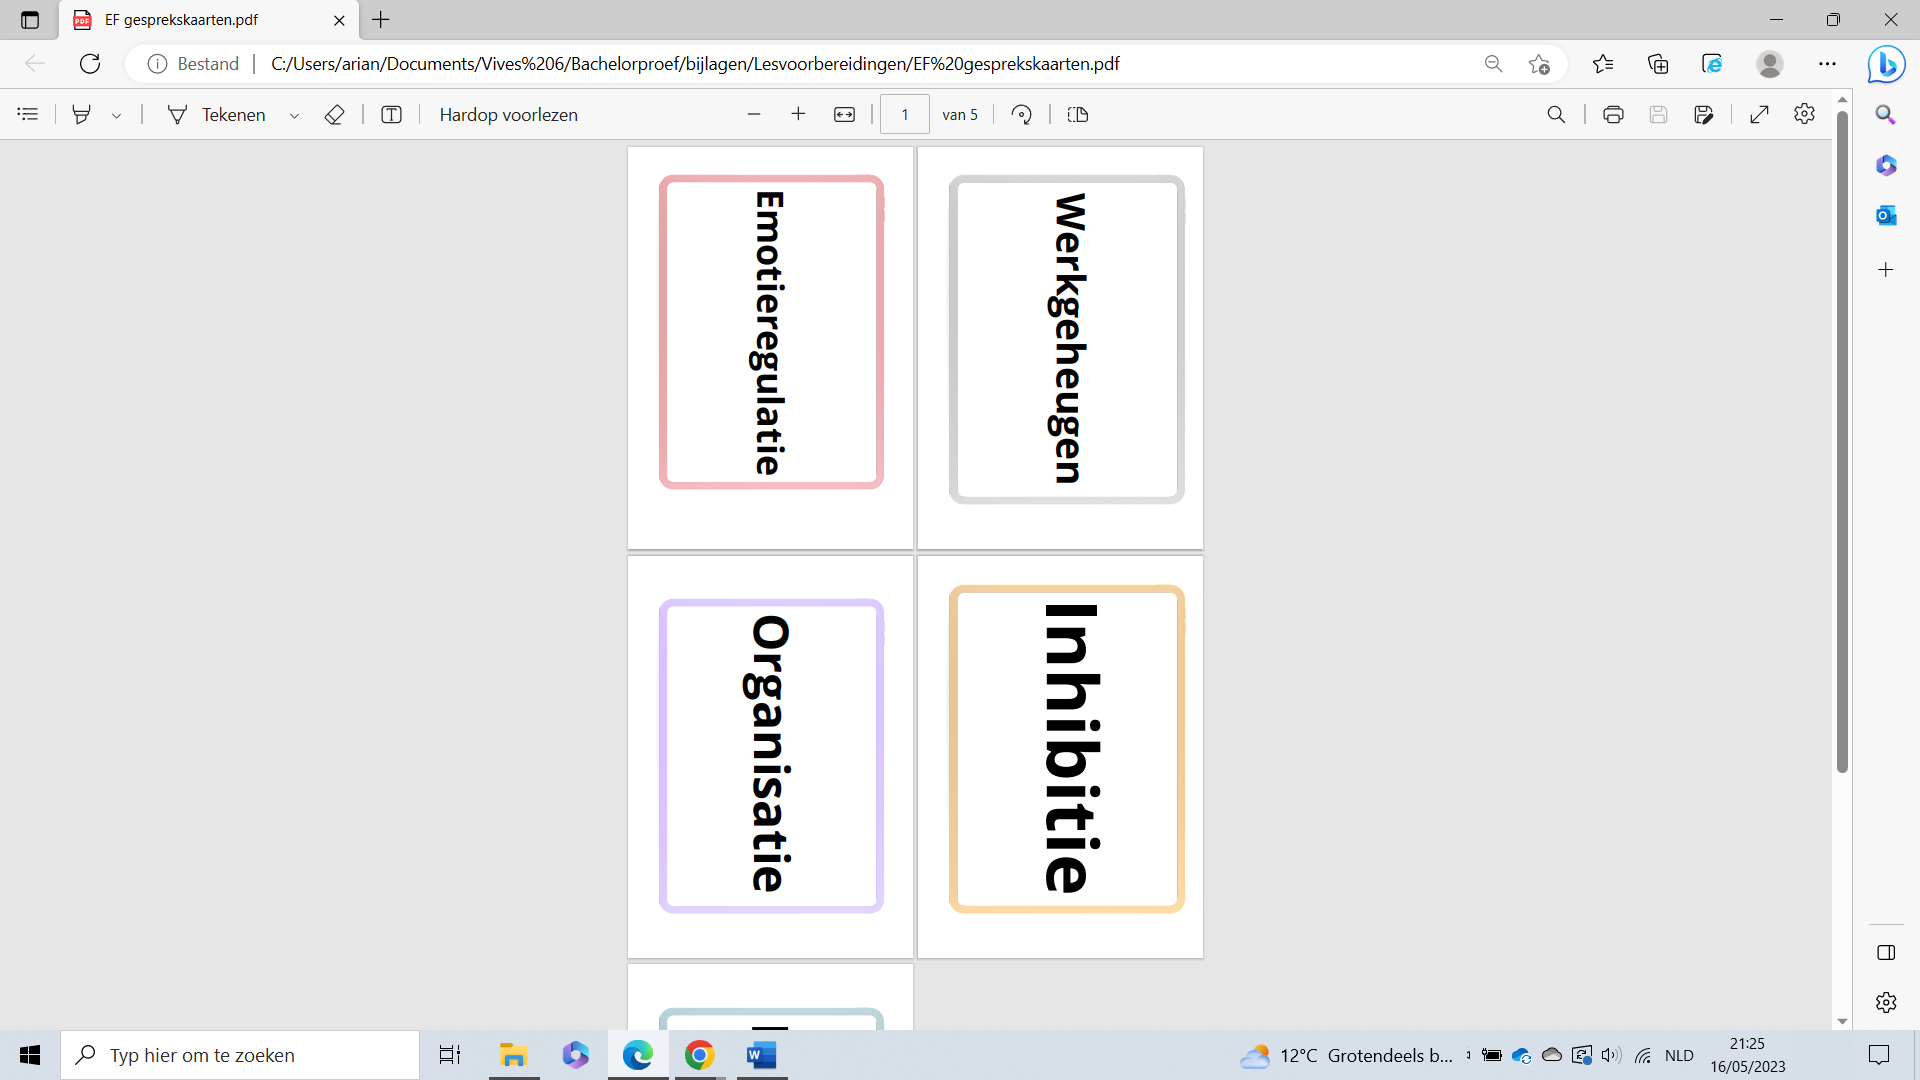 EF gesprekskaarten.pdf
Bestand
C:/Users/arian/Documents/Vives%206/Bachelorproef/bijlagen/Lesvoorbereidingen/EF%20gesprekskaarten.pdf
Tekenen
Hardop voorlezen
1
van 5
Emotieregulatie
Werkgeheugen
Organisatie
Inhibitie
Typ hier om te zoeken
12°C Grotendeels b...
NLD
21:25
16/05/2023